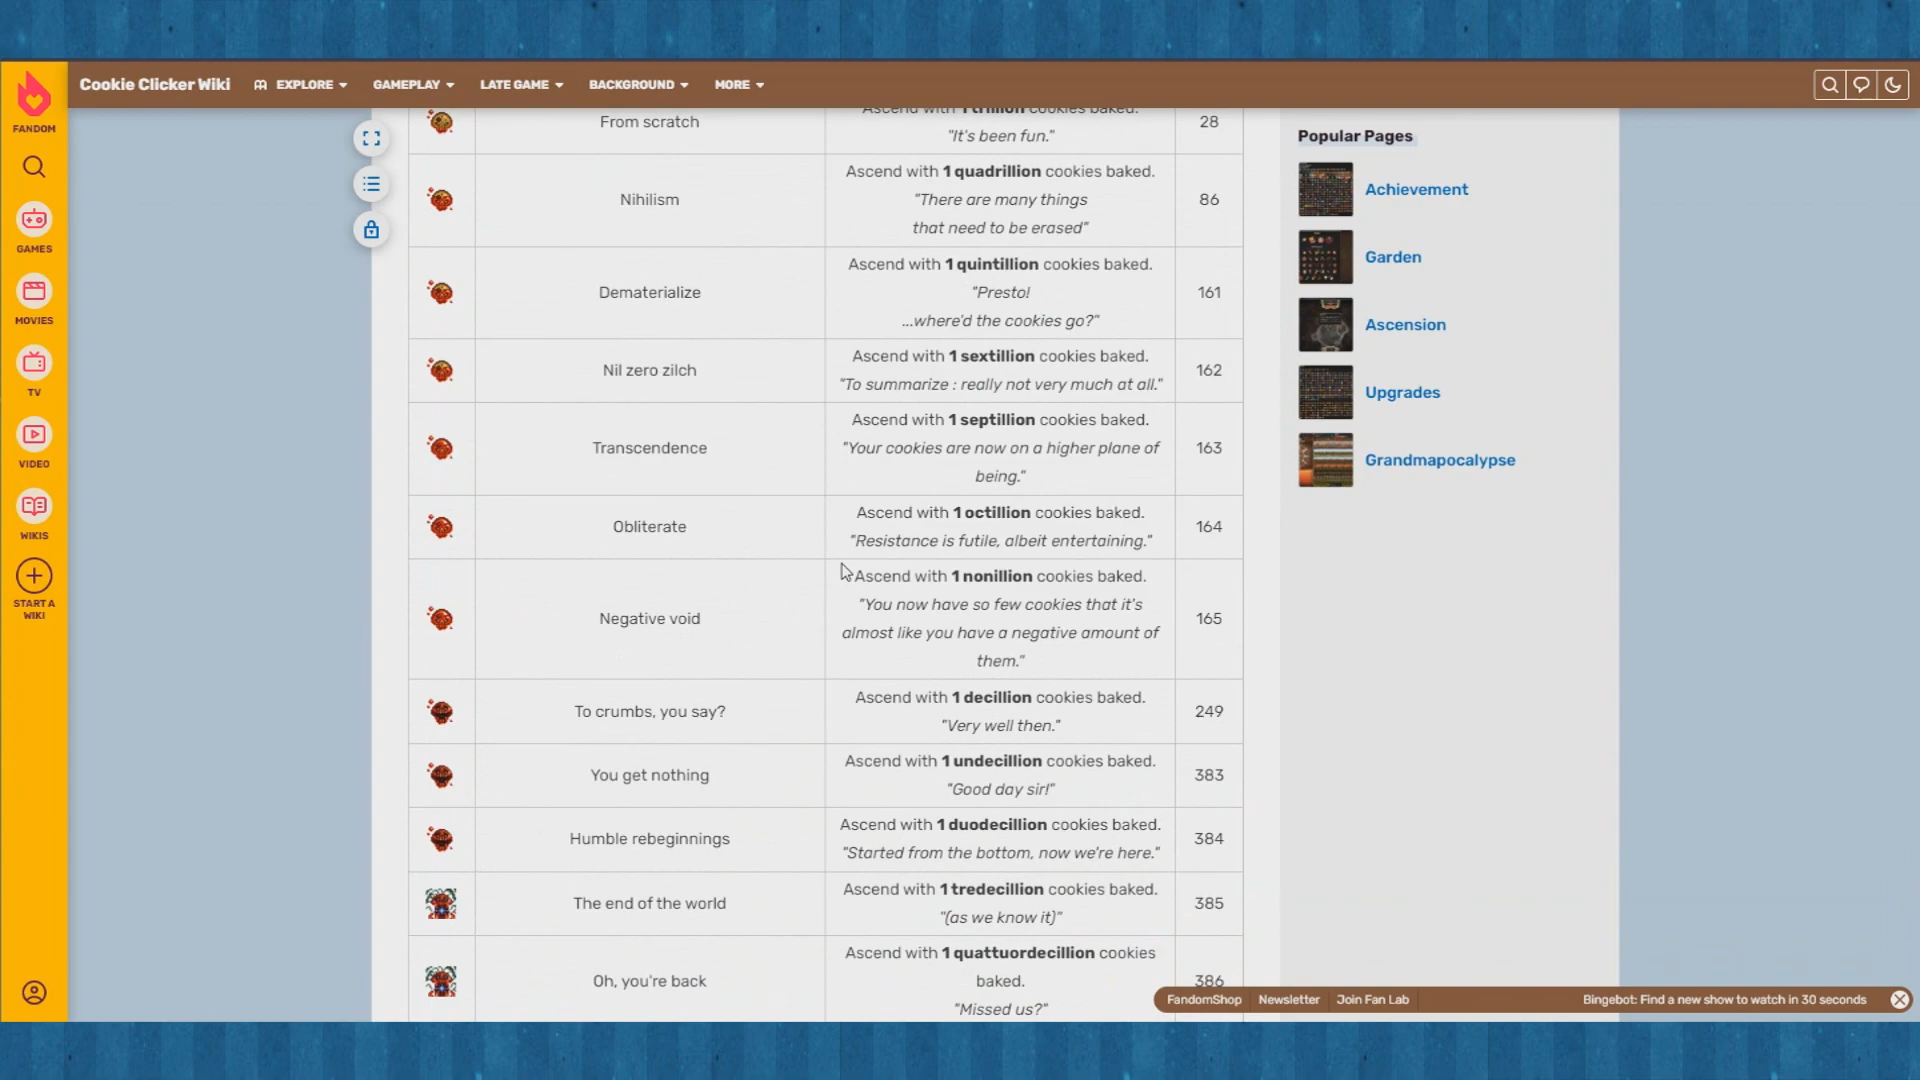 Cookie Clicker Wiki
EXPLORE
GAMEPLAY
LATE GAME
BACKGROUND
MORE
FANDOM
GAMES
MOVIES
TV
VIDEO
WIKIS
START A
WIKI
From scratch
Ascend with 1 trillion cookies baked.
"It's been fun."
28
Nihilism
Ascend with 1 quadrillion cookies baked.
"There are many things
that need to be erased"
86
Dematerialize
Ascend with 1 quintillion cookies baked.
"Presto!
...where'd the cookies go?"
161
Nil zero zilch
Ascend with 1 sextillion cookies baked.
"To summarize : really not very much at all."
162
Transcendence
Ascend with 1 septillion cookies baked.
"Your cookies are now on a higher plane of
being."
163
Obliterate
Ascend with 1 octillion cookies baked.
"Resistance is futile, albeit entertaining."
164
Negative void
Ascend with 1 nonillion cookies baked.
"You now have so few cookies that it's
almost like you have a negative amount of
them."
165
To crumbs, you say?
Ascend with 1 decillion cookies baked.
"Very well then."
249
You get nothing
Ascend with 1 undecillion cookies baked.
"Good day sir!"
383
Humble rebeginnings
Ascend with 1 duodecillion cookies baked.
"Started from the bottom, now we're here."
384
The end of the world
Ascend with 1 tredecillion cookies baked.
"(as we know it)"
385
Oh, you're back
Ascend with 1 quattuordecillion cookies
baked.
"Missed us?"
386
Popular Pages
Achievement
Garden
Ascension
Upgrades
Grandmapocalypse
FandomShop
Newsletter
Join Fan Lab
Bingebot: Find a new show to watch in 30 seconds